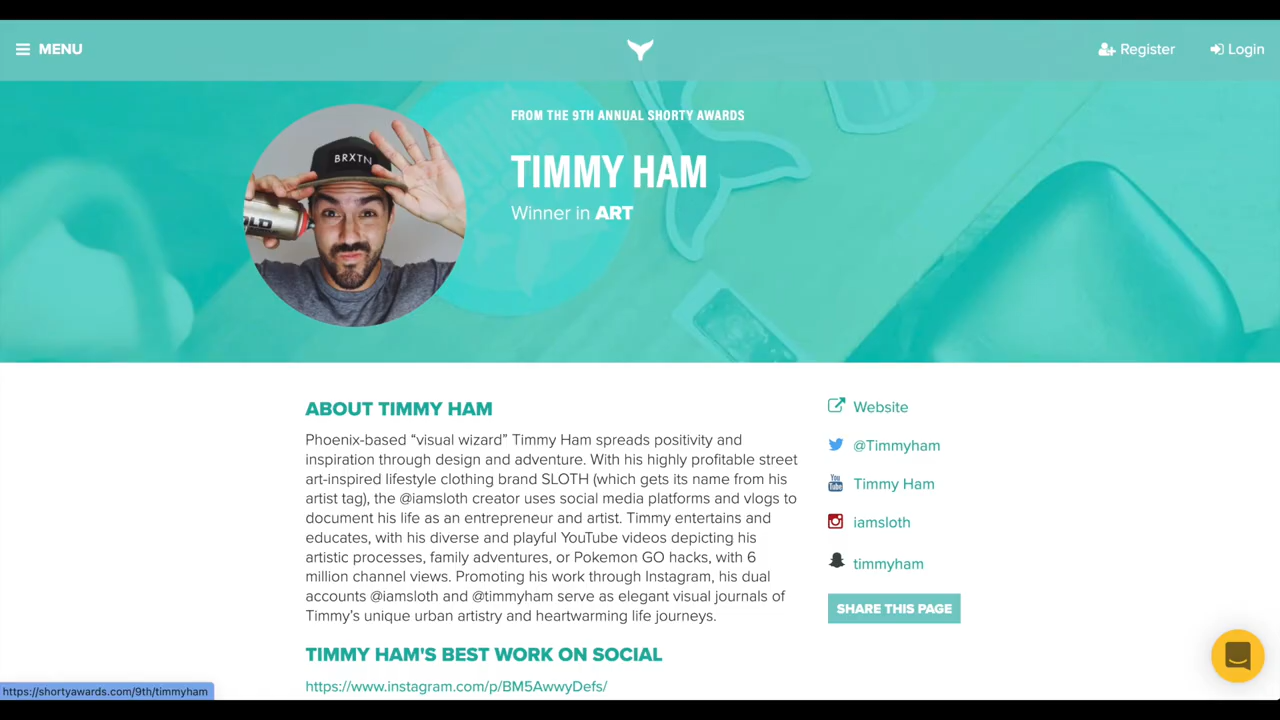 MENU
Register
Login
FROM THE 9TH ANNUAL SHORTY AWARDS
TIMMY HAM
Winner in ART
BRXTN
OLD
ABOUT TIMMY HAM
Phoenix-based “visual wizard” Timmy Ham spreads positivity and
inspiration through design and adventure. With his highly profitable street
art-inspired lifestyle clothing brand SLOTH (which gets its name from his
artist tag), the @iamsloth creator uses social media platforms and vlogs to
document his life as an entrepreneur and artist. Timmy entertains and
educates, with his diverse and playful YouTube videos depicting his
artistic processes, family adventures, or Pokemon GO hacks, with 6
million channel views. Promoting his work through Instagram, his dual
accounts @iamsloth and @timmyham serve as elegant visual journals of
Timmy’s unique urban artistry and heartwarming life journeys.
TIMMY HAM'S BEST WORK ON SOCIAL
https://www.instagram.com/p/BM5AwwyDefs/
Website
@Timmyham
You
Tube
Timmy Ham
iamsloth
timmyham
SHARE THIS PAGE
https://shortyawards.com/9th/timmyham